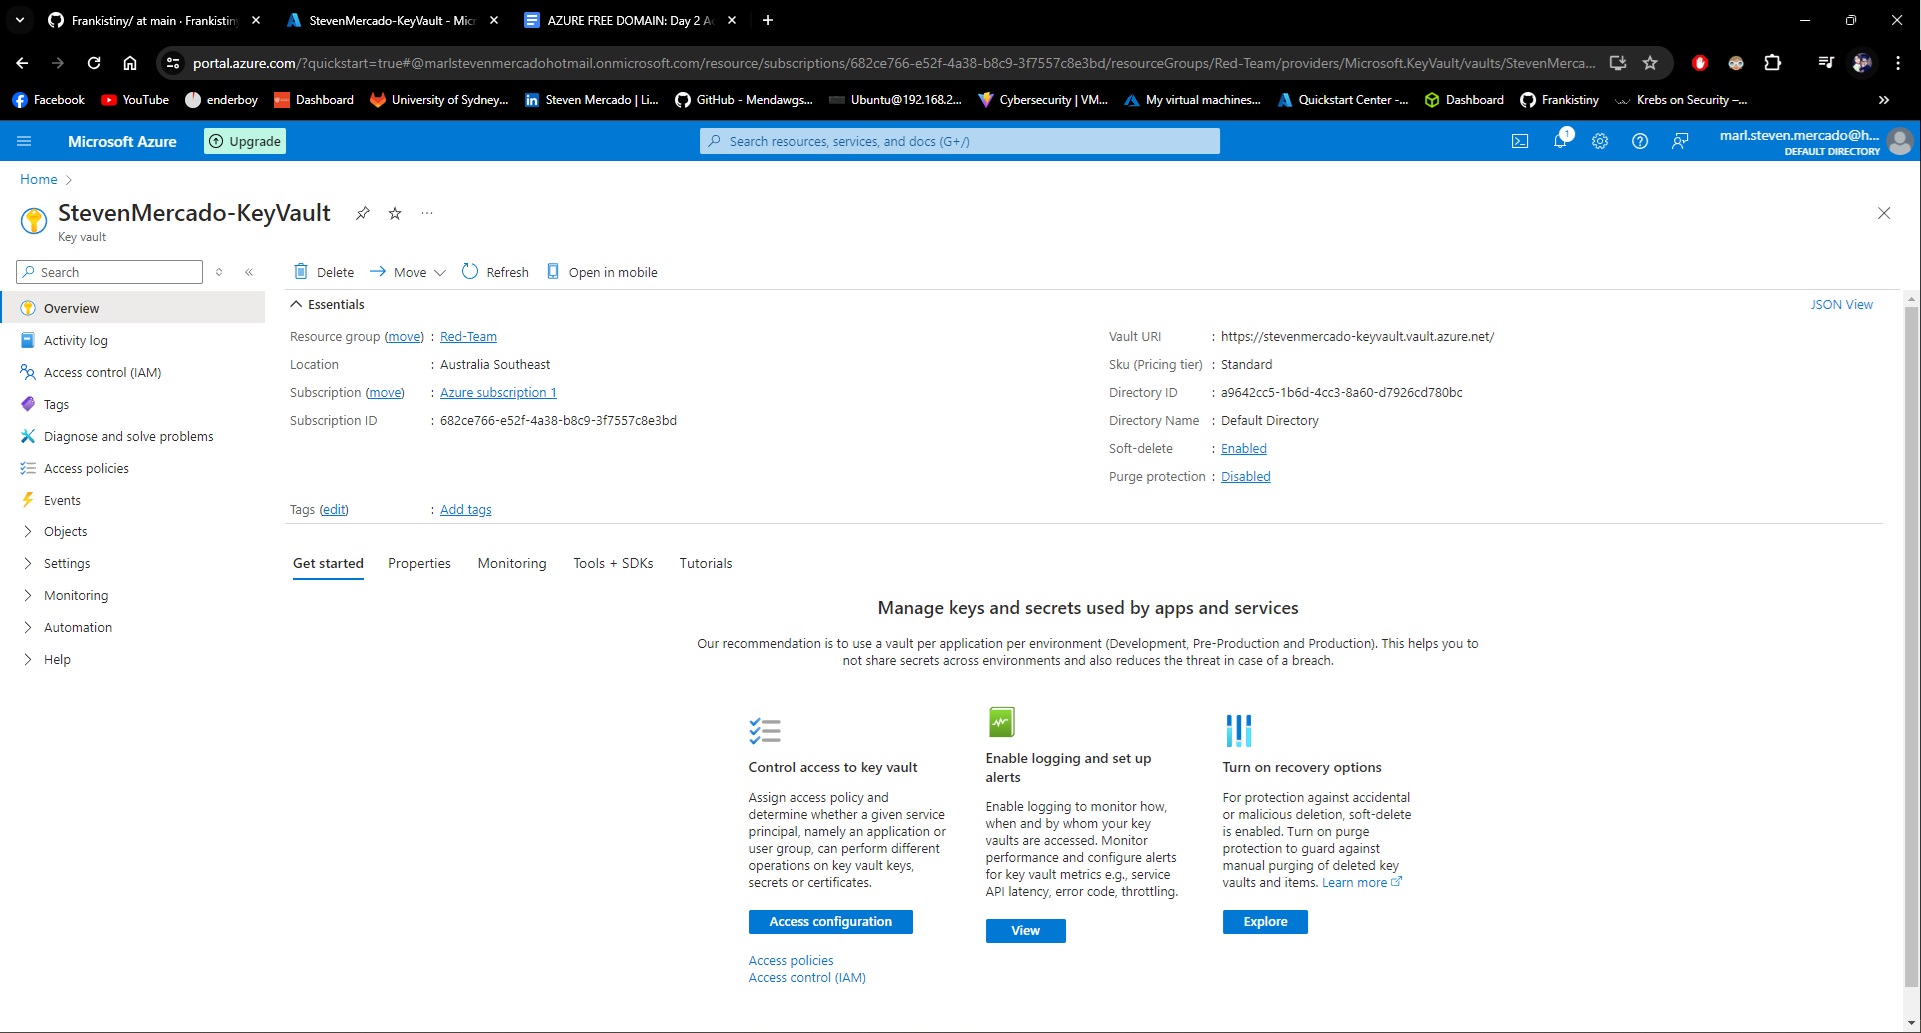 Frankistiny/ at main · Frankistiny
StevenMercado-KeyVault - Micr
AZURE FREE DOMAIN: Day 2 Ac
portal.azure.com/?quickstart=true#@marlstevenmercadohotmail.onmicrosoft.com/resource/subscriptions/682ce766-e52f-4a38-b8c9-3f7557c8e3bd/resourceGroups/Red-Team/providers/Microsoft.KeyVault/vaults/StevenMerca...
Facebook
YouTube
enderboy
Dashboard
University of Sydney...
Steven Mercado | Li...
GitHub - Mendawgs...
Ubuntu@192.168.2...
Cybersecurity | VM...
My virtual machines...
Quickstart Center -...
Dashboard
Frankistiny
Krebs on Security –...
Microsoft Azure
Upgrade
Search resources, services, and docs (G+/)
1
marl.steven.mercado@h...
DEFAULT DIRECTORY
Home
StevenMercado-KeyVault
Key vault
Search
Overview
Activity log
Access control (IAM)
Tags
Diagnose and solve problems
Access policies
Events
Objects
Settings
Monitoring
Automation
Help
Delete
Move
Refresh
Open in mobile
Essentials
JSON View
Resource group (move) : Red-Team
Location : Australia Southeast
Subscription (move) : Azure subscription 1
Subscription ID : 682ce766-e52f-4a38-b8c9-3f7557c8e3bd
Vault URI : https://stevenmercado-keyvault.vault.azure.net/
Sku (Pricing tier) : Standard
Directory ID : a9642cc5-1b6d-4cc3-8a60-d7926cd780bc
Directory Name : Default Directory
Soft-delete : Enabled
Purge protection : Disabled
Tags (edit) : Add tags
Get started
Properties
Monitoring
Tools + SDKs
Tutorials
Manage keys and secrets used by apps and services
Our recommendation is to use a vault per application per environment (Development, Pre-Production and Production). This helps you to
not share secrets across environments and also reduces the threat in case of a breach.
Control access to key vault
Assign access policy and
determine whether a given service
principal, namely an application or
user group, can perform different
operations on key vault keys,
secrets or certificates.
Access configuration
Access policies
Access control (IAM)
Enable logging and set up
alerts
Enable logging to monitor how,
when and by whom your key
vaults are accessed. Monitor
performance and configure alerts
for key vault metrics e.g., service
API latency, error code, throttling.
View
Turn on recovery options
For protection against accidental
or malicious deletion, soft-delete
is enabled. Turn on purge
protection to guard against
manual purging of deleted key
vaults and items. Learn more
Explore